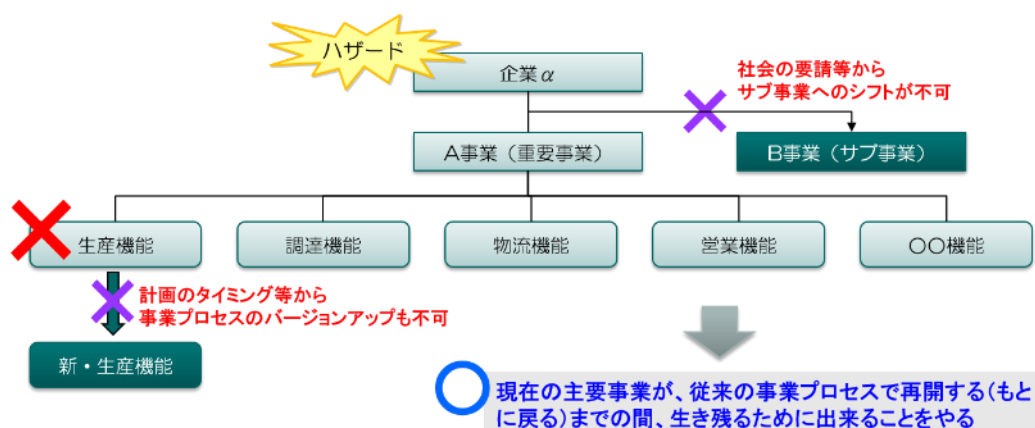 ハザード
企業α
社会の要請等から
サブ事業へのシフトが不可
A事業（重要事業）
B事業（サブ事業）
生産機能
調達機能
物流機能
営業機能
〇〇機能
計画のタイミング等から
事業プロセスのバージョンアップも不可
新・生産機能
現在の主要事業が、従来の事業プロセスで再開する(もと
に戻る)までの間、生き残るために出来ることをやる